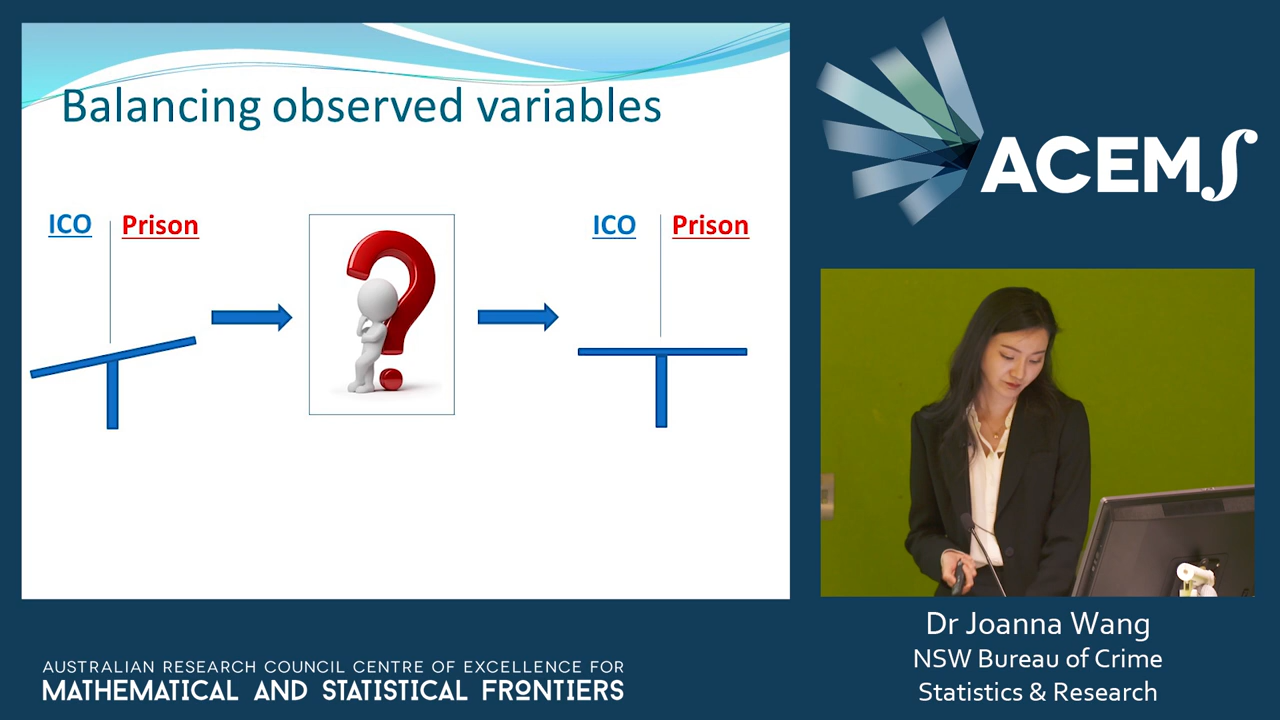 Balancing observed variables
ICO Prison
ICO Prison
ACEMS
Dr Joanna Wang
NSW Bureau of Crime
Statistics & Research
AUSTRALIAN RESEARCH COUNCIL CENTRE OF EXCELLENCE FOR
MATHEMATICAL AND STATISTICAL FRONTIERS